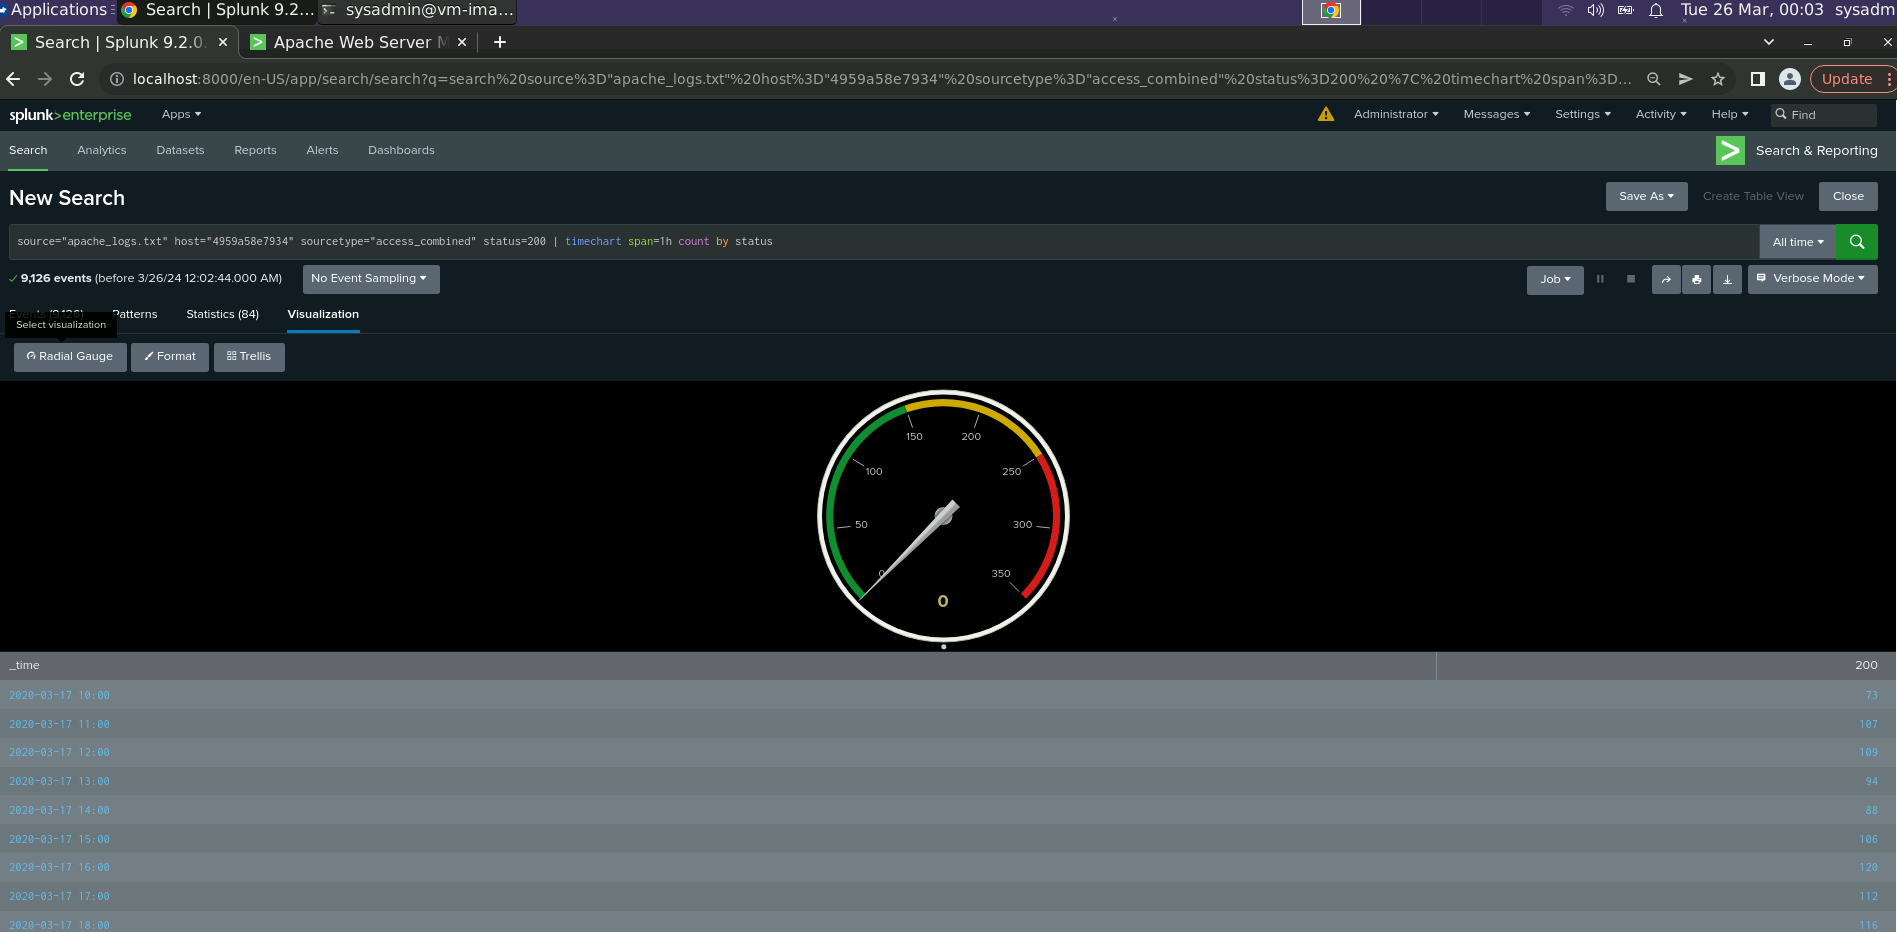 Applications
Search | Splunk 9.2...
sysadmin@vm-ima...
Tue 26 Mar, 00:03 sysadm
Search | Splunk 9.2.0.
Apache Web Server M
localhost:8000/en-US/app/search/search?q=search%20source%3D"apache_logs.txt"%20host%3D"4959a58e7934"%20sourcetype%3D"access_combined"%20status%3D200%20%7C%20timechart%20span%3D...
Update
splunk>enterprise
Apps
Administrator
Messages
Settings
Activity
Help
Find
Search
Analytics
Datasets
Reports
Alerts
Dashboards
Search & Reporting
New Search
Save As
Create Table View
Close
source="apache_logs.txt" host="4959a58e7934" sourcetype="access_combined" status=200 | timechart span=1h count by status
All time
9,126 events (before 3/26/24 12:02:44.000 AM)
No Event Sampling
Job
Verbose Mode
Events (9,126)
Patterns
Statistics (84)
Visualization
Select visualization
Radial Gauge
Format
Trellis
0
50
100
150
200
250
300
350
0
_time 200
2020-03-17 10:00 73
2020-03-17 11:00 107
2020-03-17 12:00 109
2020-03-17 13:00 94
2020-03-17 14:00 88
2020-03-17 15:00 106
2020-03-17 16:00 120
2020-03-17 17:00 112
2020-03-17 18:00 116